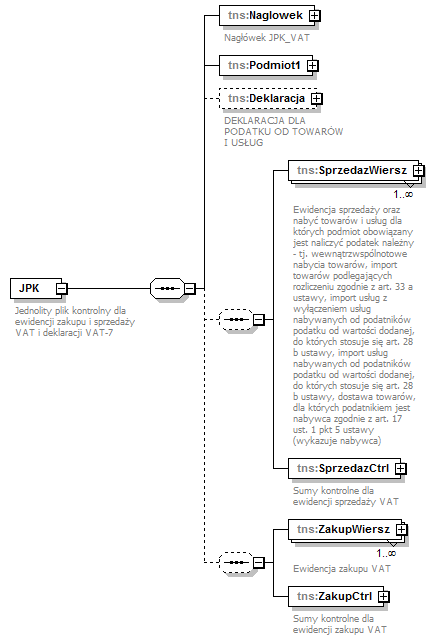 tns:Naglowek
Nagłówek JPK_VAT
tns:Podmiot1
tns:Deklaracja
DEKLARACJA DLA
PODATKU OD TOWARÓW
I USŁUG
tns:SprzedazWiersz
1..∞
Ewidencja sprzedaży oraz
nabyć towarów i usług dla
których podmiot obowiązany
jest naliczyć podatek należny
- tj. wewnątrzwspólnotowe
nabycia towarów, import
towarów podlegających
rozliczeniu zgodnie z art. 33 a
ustawy, import usług z
wyłączeniem usług
nabywanych od podatników
podatku od wartości dodanej,
do których stosuje się art. 28
b ustawy, import usług
nabywanych od podatników
podatku od wartości dodanej,
do których stosuje się art. 28
b ustawy, dostawa towarów,
dla których podatnikiem jest
nabywca zgodnie z art. 17
ust. 1 pkt 5 ustawy
(wykazuje nabywca)
JPK
Jednolity plik kontrolny dla
ewidencji zakupu i sprzedaży
VAT i deklaracji VAT-7
tns:SprzedazCtrl
Sumy kontrolne dla
ewidencji sprzedaży VAT
tns:ZakupWiersz
1..∞
Ewidencja zakupu VAT
tns:ZakupCtrl
Sumy kontrolne dla
ewidencji zakupu VAT